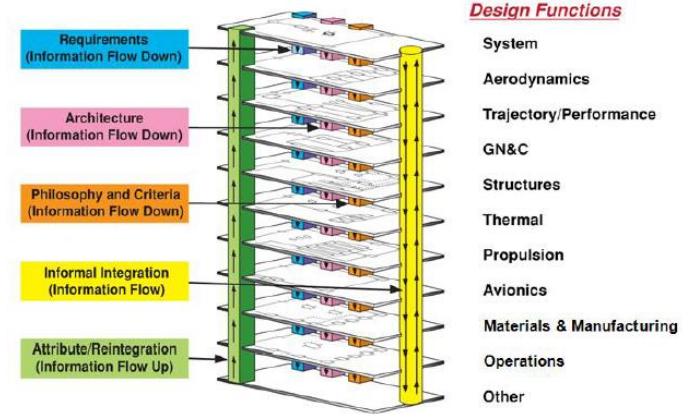 Design Functions
Requirements
(Information Flow Down)
Architecture
(Information Flow Down)
Philosophy and Criteria
(Information Flow Down)
Informal Integration
(Information Flow)
Attribute/Reintegration
(Information Flow Up)
System
Aerodynamics
Trajectory/Performance
GN&C
Structures
Thermal
Propulsion
Avionics
Materials & Manufacturing
Operations
Other